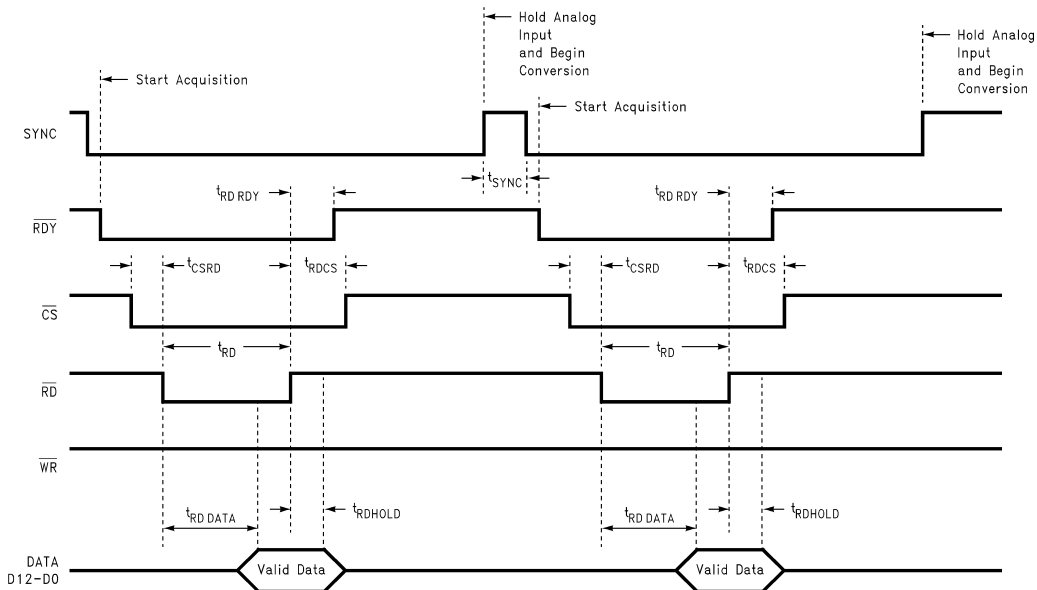 Hold Analog
Input
and Begin
Conversion
Hold Analog
Input
and Begin
Conversion
Start Acquisition
Start Acquisition
SYNC
tSYNC
tRD RDY
tRD RDY
RDY
tCSRD
tRDCS
tCSRD
tRDCS
CS
tRD
tRD
RD
WR
tRD DATA
tRDHOLD
tRD DATA
tRDHOLD
DATA
D12-D0
Valid Data
Valid Data